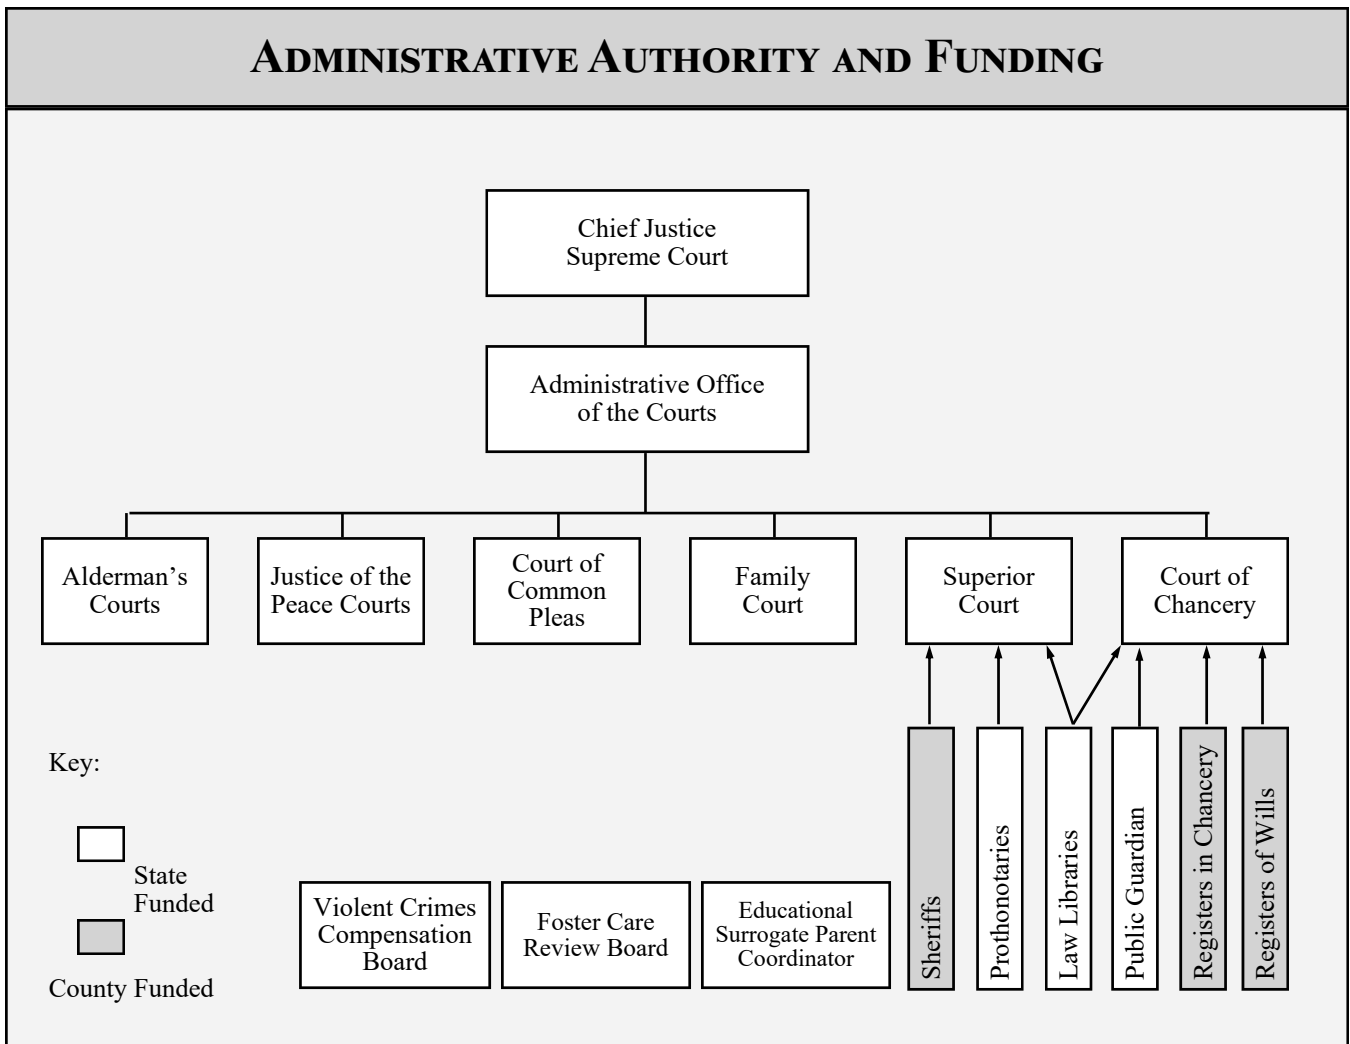 ADMINISTRATIVE AUTHORITY AND FUNDING
Chief Justice
Supreme Court
Administrative Office
of the Courts
Alderman’s
Courts
Justice of the
Peace Courts
Court of
Common
Pleas
Family
Court
Superior
Court
Court of
Chancery
Key:
State
Funded
County Funded
Violent Crimes
Compensation
Board
Foster Care
Review Board
Educational
Surrogate Parent
Coordinator
Sheriffs
Prothonotaries
Law Libraries
Public Guardian
Registers in Chancery
Registers of Wills